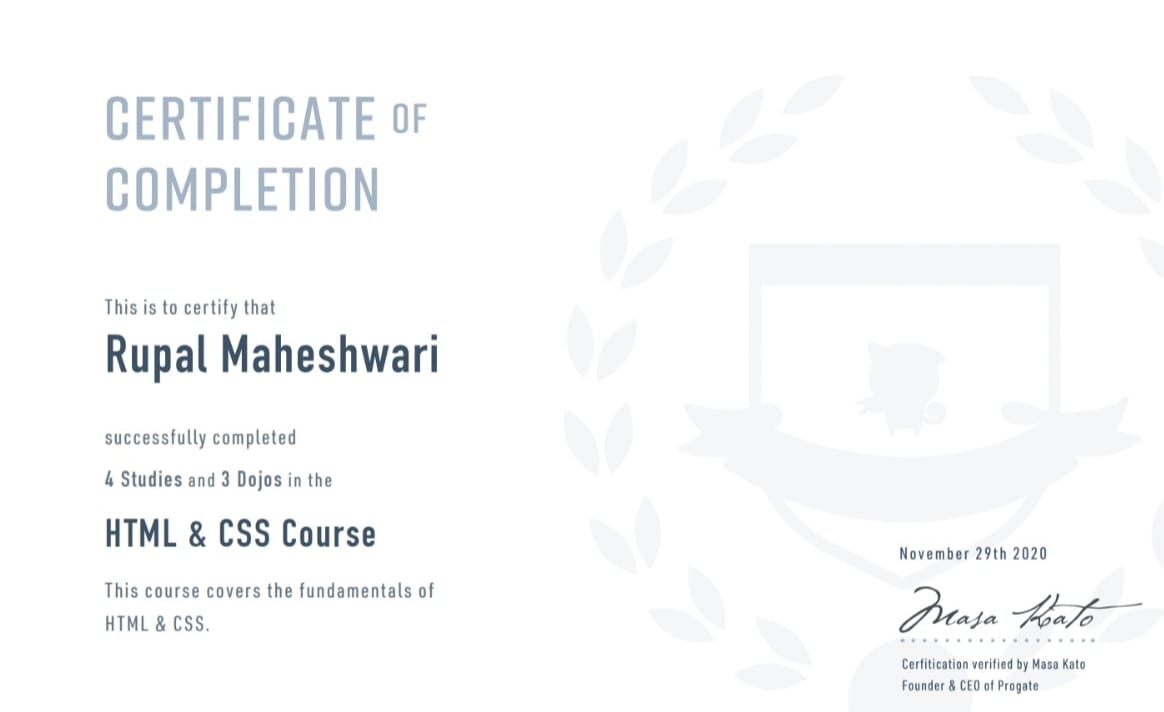 CERTIFICATE OF
COMPLETION
This is to certify that
Rupal Maheshwari
successfully completed
4 Studies and 3 Dojos in the
HTML & CSS Course
This course covers the fundamentals of
HTML & CSS.
November 29th 2020
Masa Kato
Cerfitication verified by Masa Kato
Founder & CEO of Progate